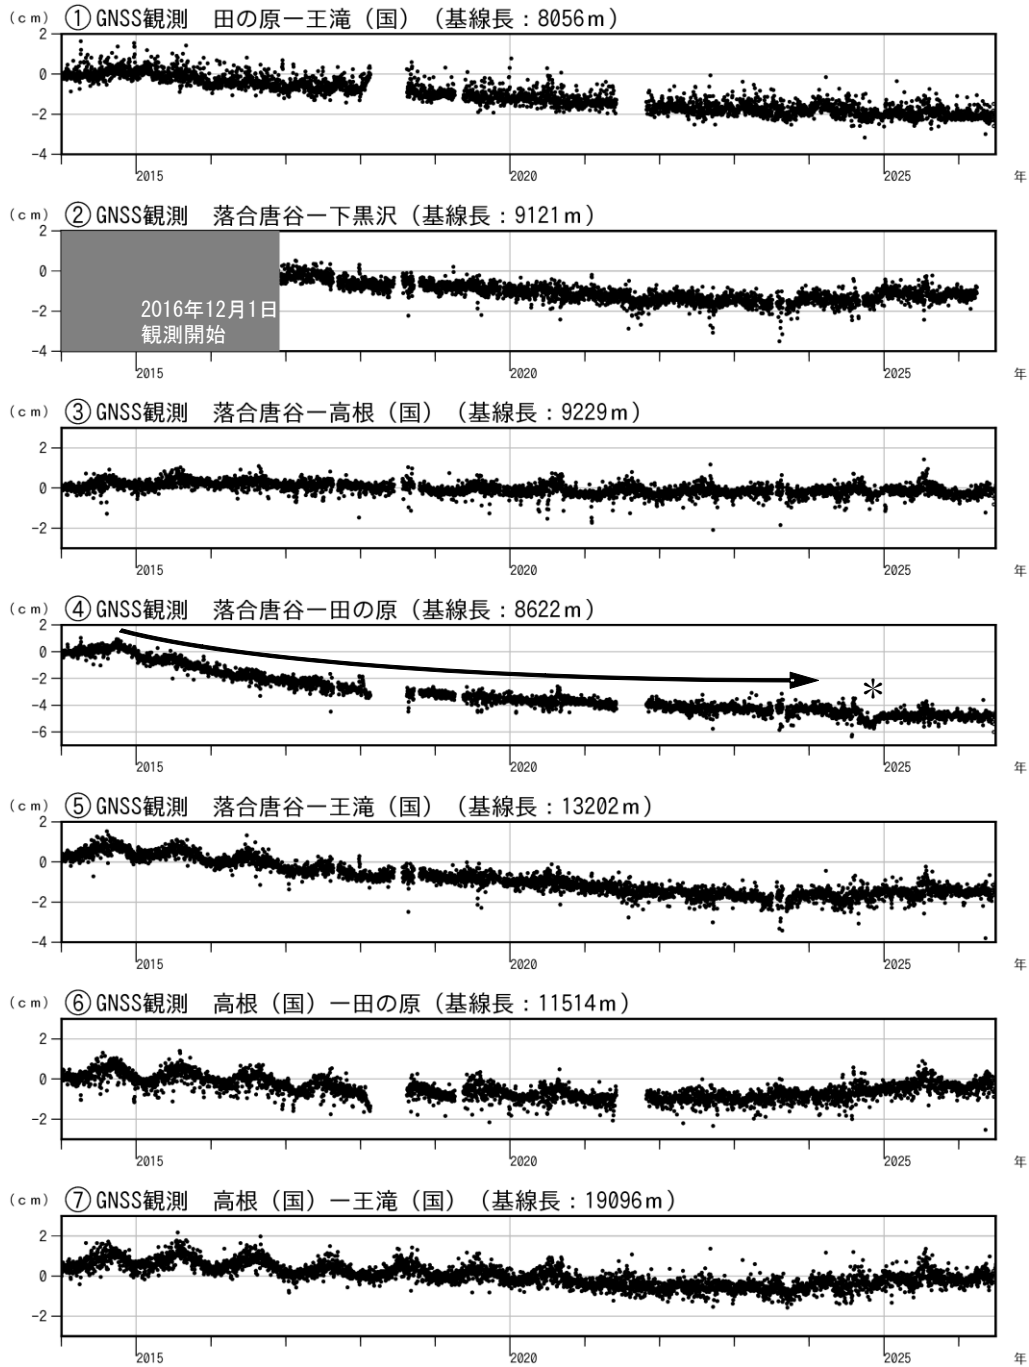 (cm) ①GNSS観測 田の原ー王滝（国）（基線長：8056m）
2
0
-2
-4
2015 2020 2025 年
(cm) ②GNSS観測 落合唐谷ー下黒沢（基線長：9121m）
2
0
-2
-4
2016年12月1日
観測開始
2015 2020 2025 年
(cm) ③GNSS観測 落合唐谷ー高根（国）（基線長：9229m）
2
0
-2
2015 2020 2025 年
(cm) ④GNSS観測 落合唐谷ー田の原（基線長：8622m）
2
0
-2
-4
-6
＊
2015 2020 2025 年
(cm) ⑤GNSS観測 落合唐谷ー王滝（国）（基線長：13202m）
2
0
-2
-4
2015 2020 2025 年
(cm) ⑥GNSS観測 高根（国）ー田の原（基線長：11514m）
2
0
-2
2015 2020 2025 年
(cm) ⑦GNSS観測 高根（国）ー王滝（国）（基線長：19096m）
2
0
-2
2015 2020 2025 年